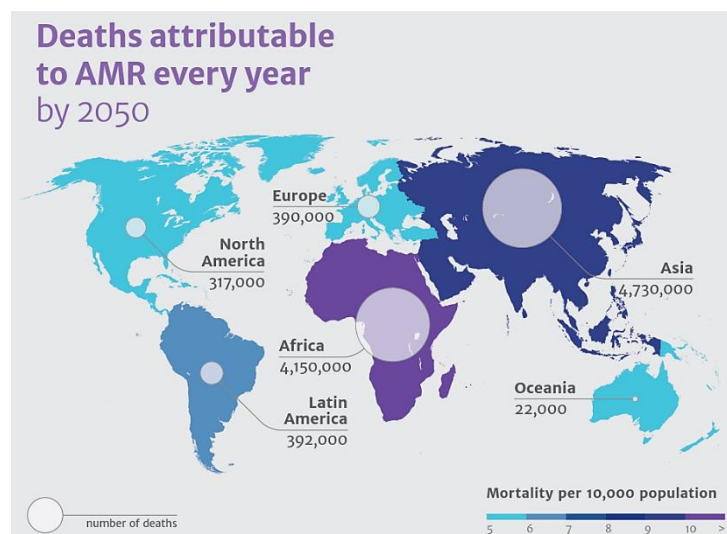 Deaths attributable
to AMR every year
by 2050
Europe
390,000
North
America
317,000
Asia
4,730,000
Africa
4,150,000
Latin
America
392,000
Oceania
22,000
Mortality per 10,000 population
number of deaths
5 6 7 8 9 10 >